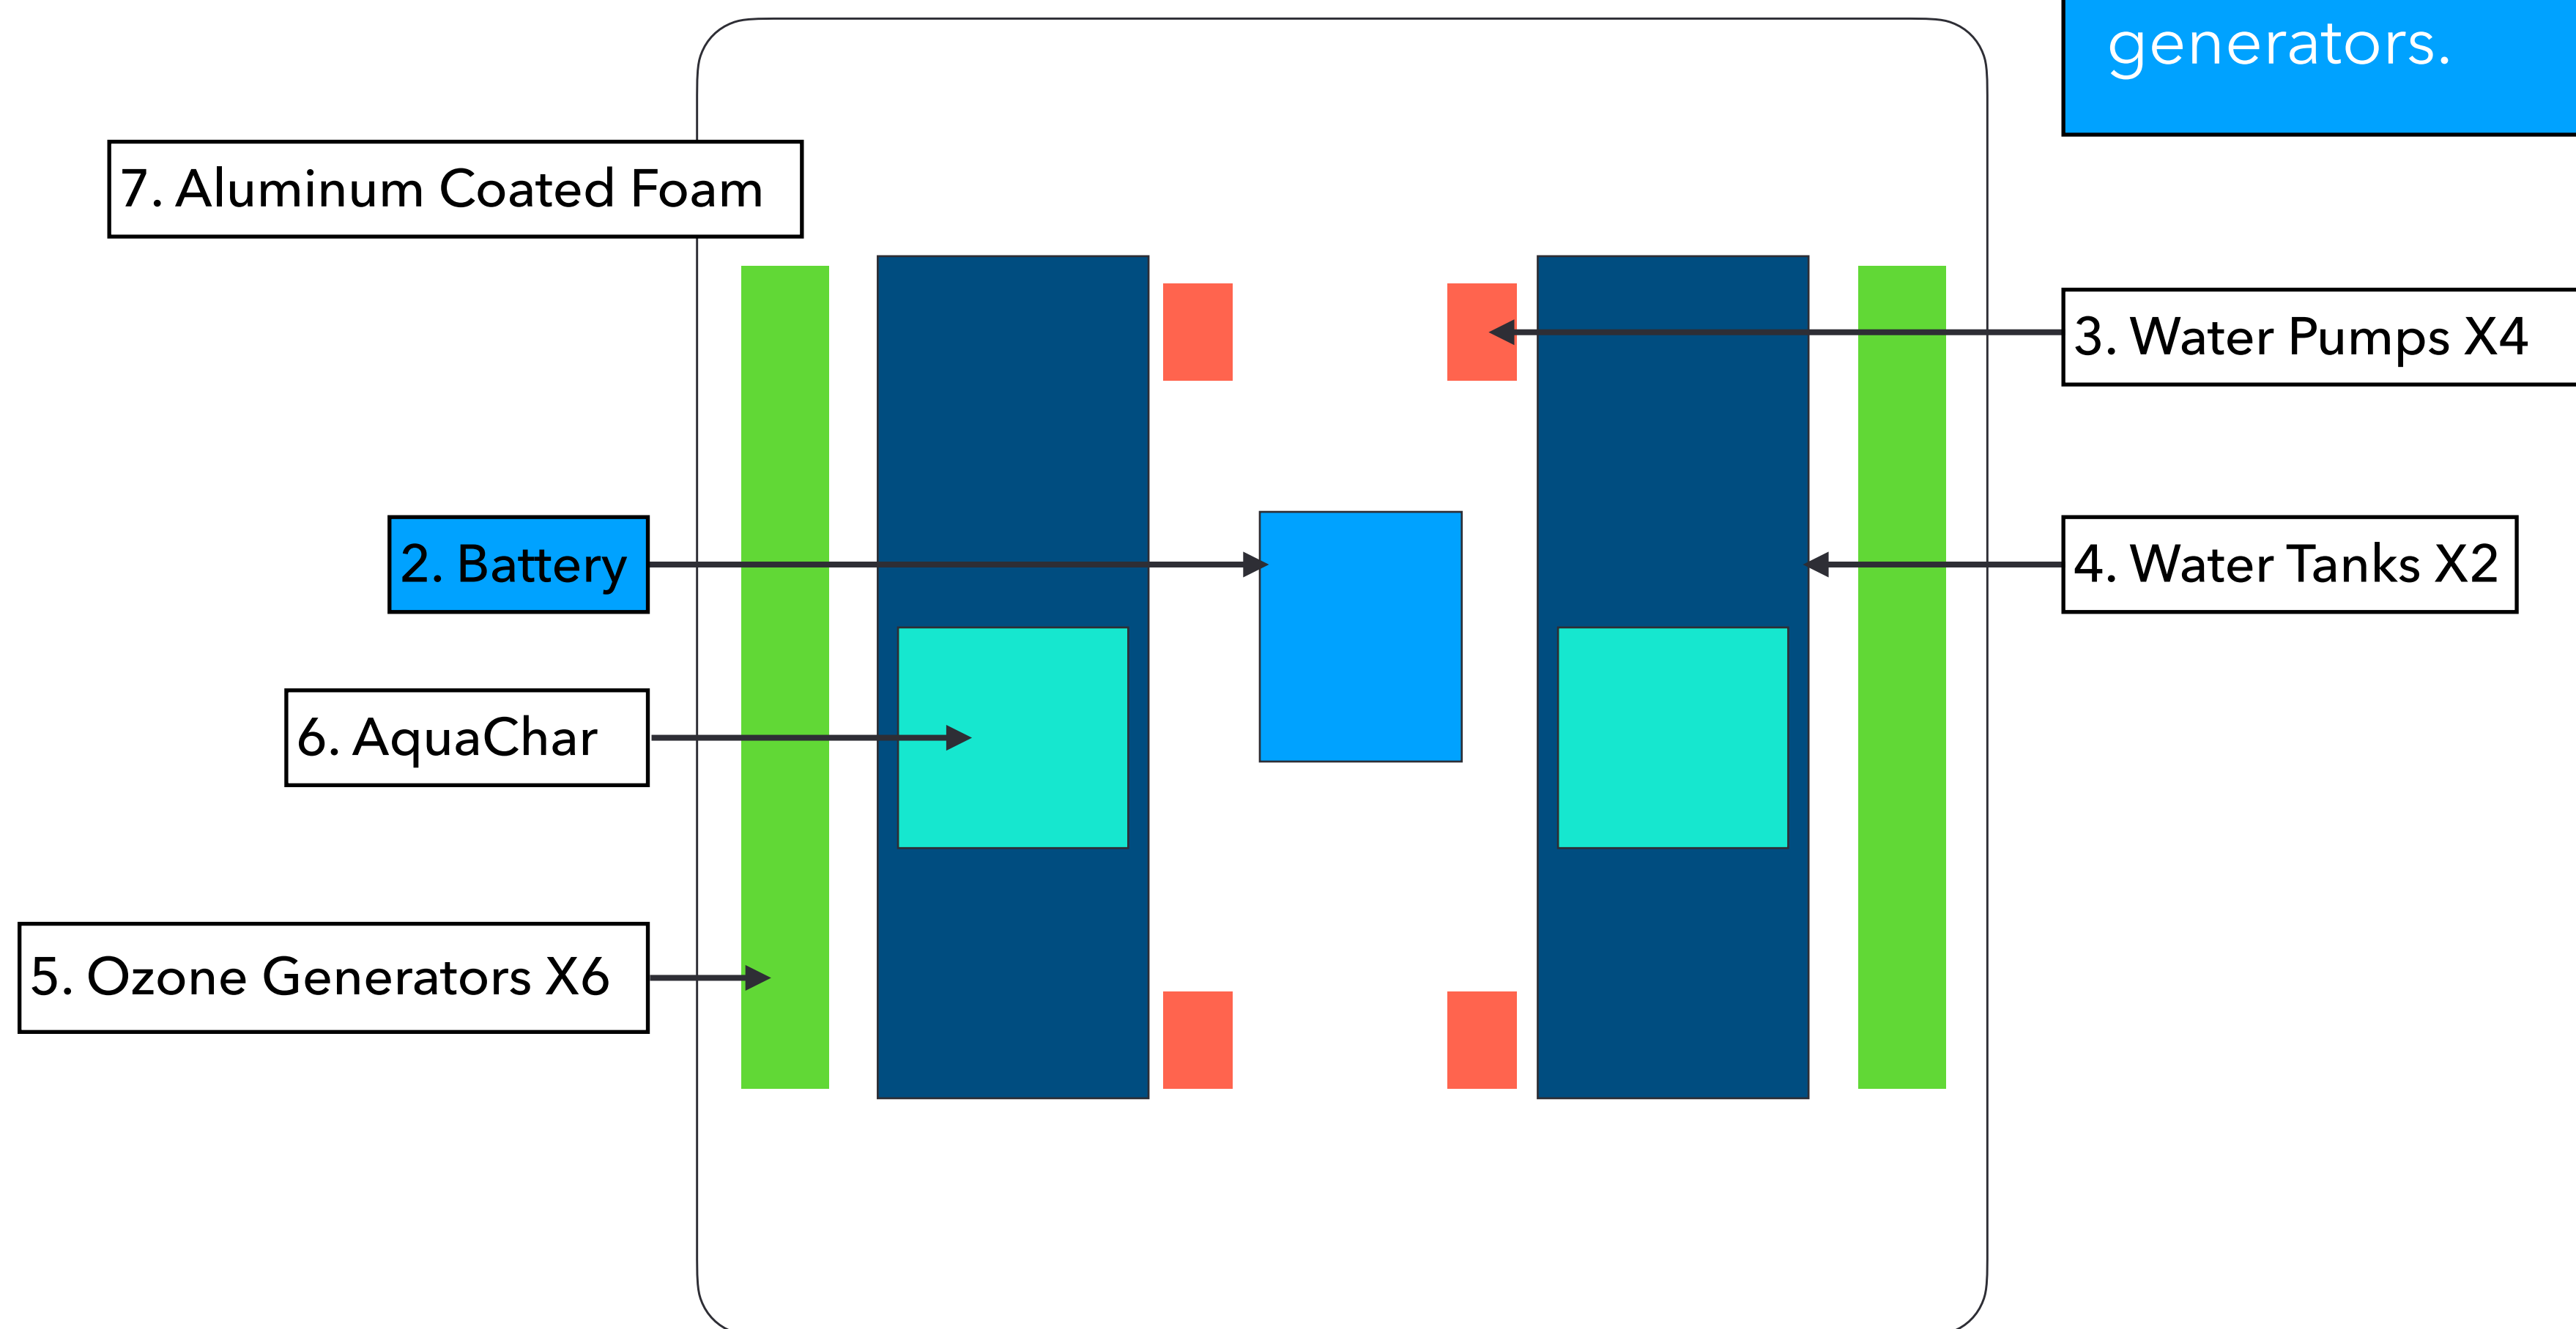 generators.
7. Aluminum Coated Foam
3. Water Pumps X4
2. Battery
4. Water Tanks X2
6. AquaChar
5. Ozone Generators X6